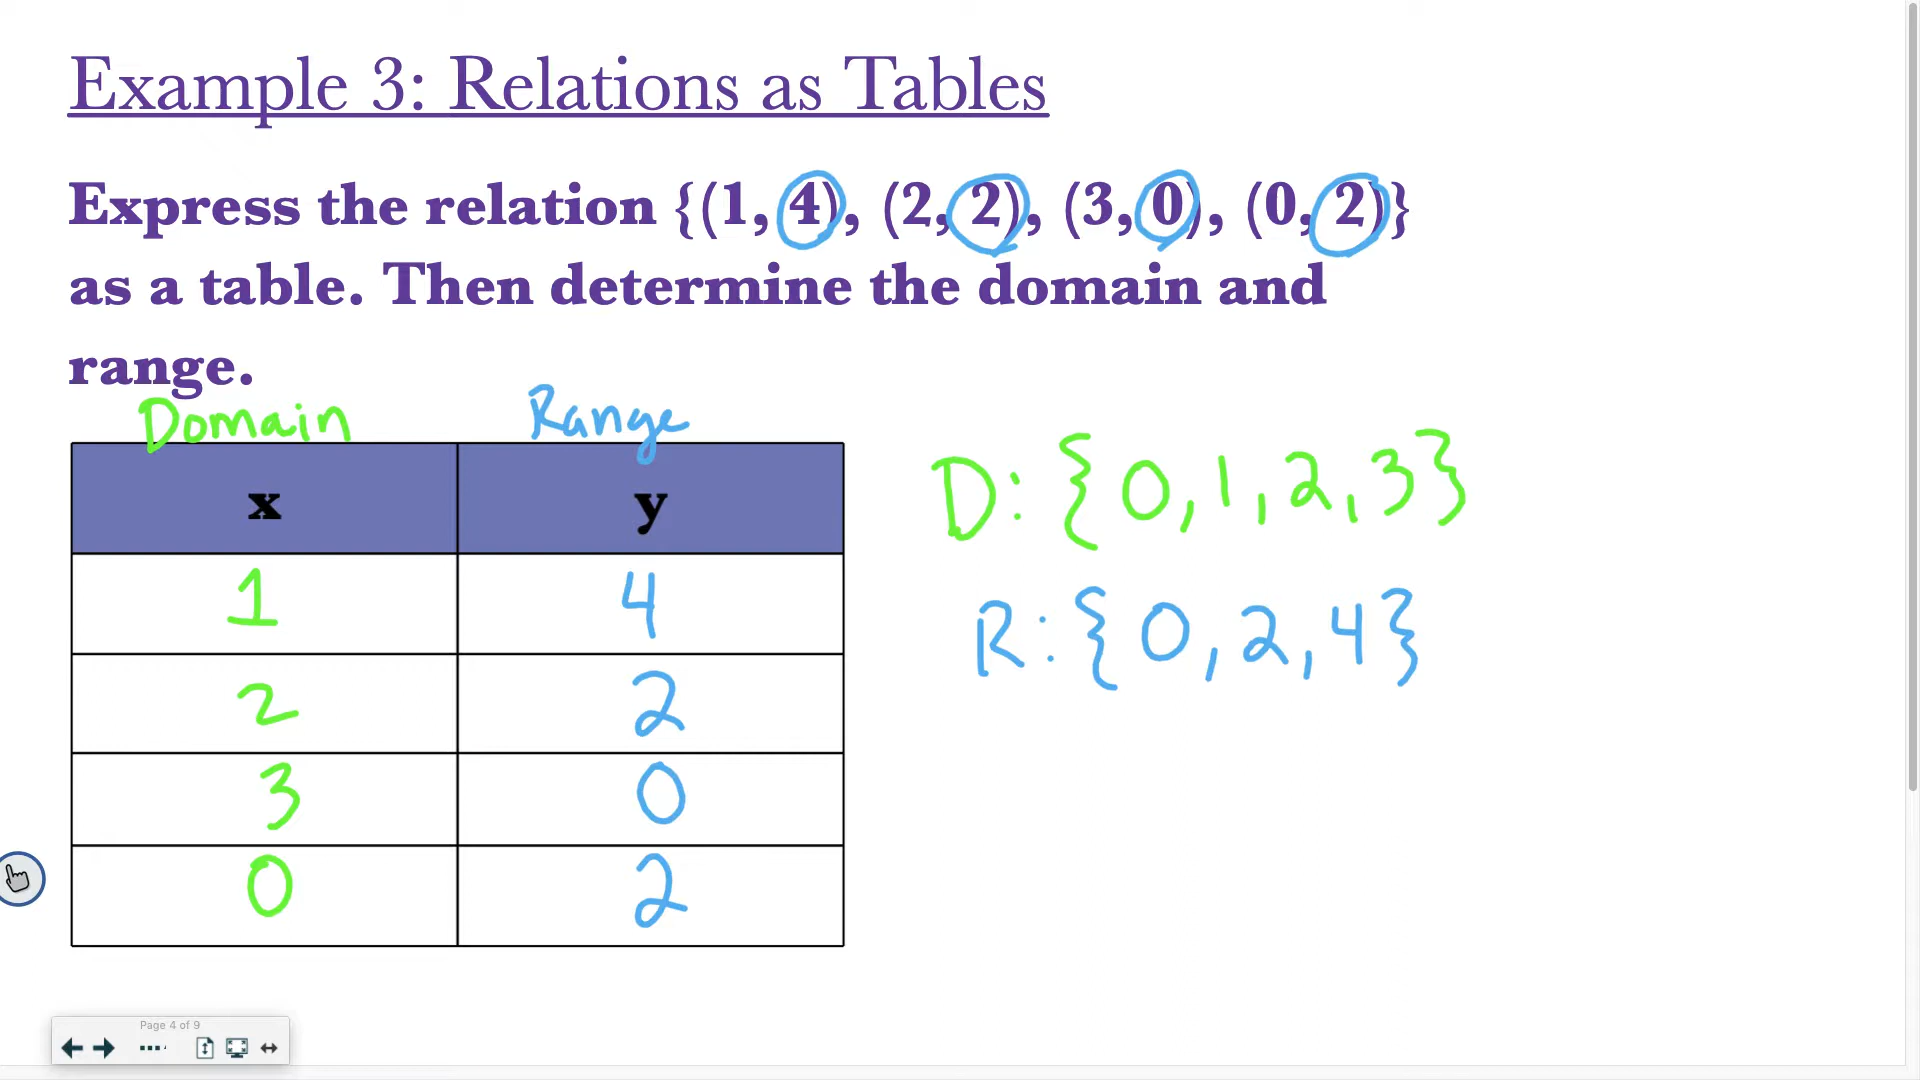 Example 3: Relations as Tables
Express the relation {(1, 4), (2, 2), (3, 0), (0, 2)}
as a table. Then determine the domain and
range.
Domain Range
x y
1 4
2 2
3 0
0 2
D: {0, 1, 2, 3}
R: {0, 2, 4}
Page 4 of 9